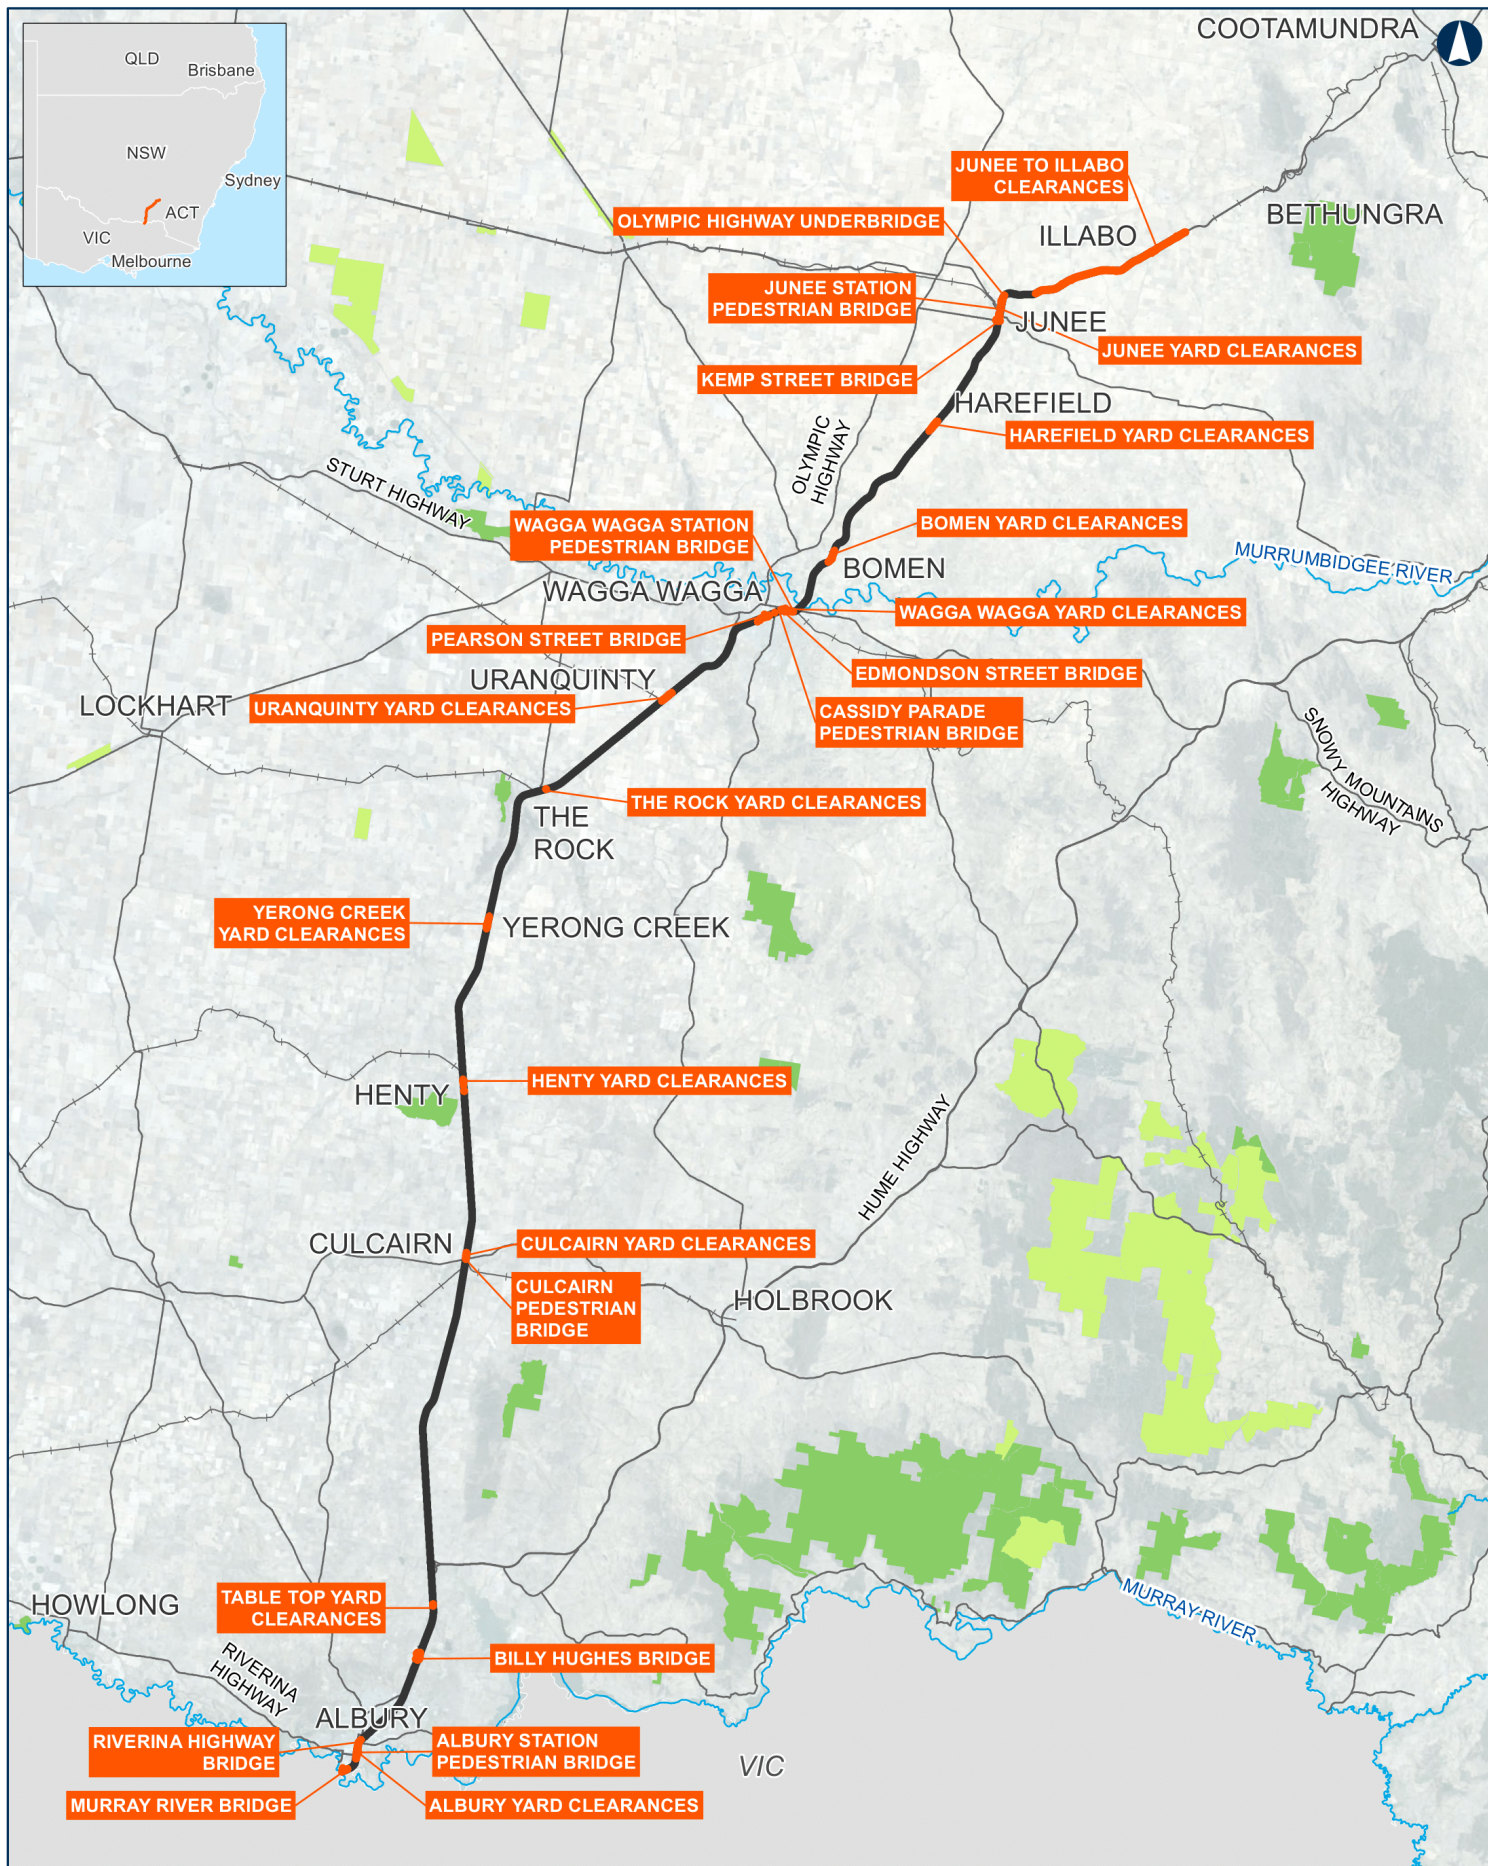 COOTAMUNDRA
QLD
Brisbane
NSW
Sydney
ACT
VIC
Melbourne
JUNEE TO ILLABO
CLEARANCES
BETHUNGRA
OLYMPIC HIGHWAY UNDERBRIDGE
ILLABO
JUNEE STATION
PEDESTRIAN BRIDGE
JUNEE
JUNEE YARD CLEARANCES
KEMP STREET BRIDGE
HAREFIELD
HAREFIELD YARD CLEARANCES
OLYMPIC
HIGHWAY
STURT HIGHWAY
WAGGA WAGGA STATION
PEDESTRIAN BRIDGE
BOMEN YARD CLEARANCES
BOMEN
MURRUMBIDGEE RIVER
WAGGA WAGGA
WAGGA WAGGA YARD CLEARANCES
PEARSON STREET BRIDGE
EDMONDSON STREET BRIDGE
URANQUINTY
URANQUINTY YARD CLEARANCES
LOCKHART
CASSIDY PARADE
PEDESTRIAN BRIDGE
SNOWY MOUNTAINS
HIGHWAY
THE ROCK YARD CLEARANCES
THE
ROCK
YERONG CREEK
YARD CLEARANCES
YERONG CREEK
HENTY YARD CLEARANCES
HENTY
HUME HIGHWAY
CULCAIRN
CULCAIRN YARD CLEARANCES
CULCAIRN
PEDESTRIAN
BRIDGE
HOLBROOK
HOWLONG
TABLE TOP YARD
CLEARANCES
MURRAY RIVER
BILLY HUGHES BRIDGE
RIVERINA
HIGHWAY
ALBURY
RIVERINA HIGHWAY
BRIDGE
ALBURY STATION
PEDESTRIAN BRIDGE
VIC
MURRAY RIVER BRIDGE
ALBURY YARD CLEARANCES